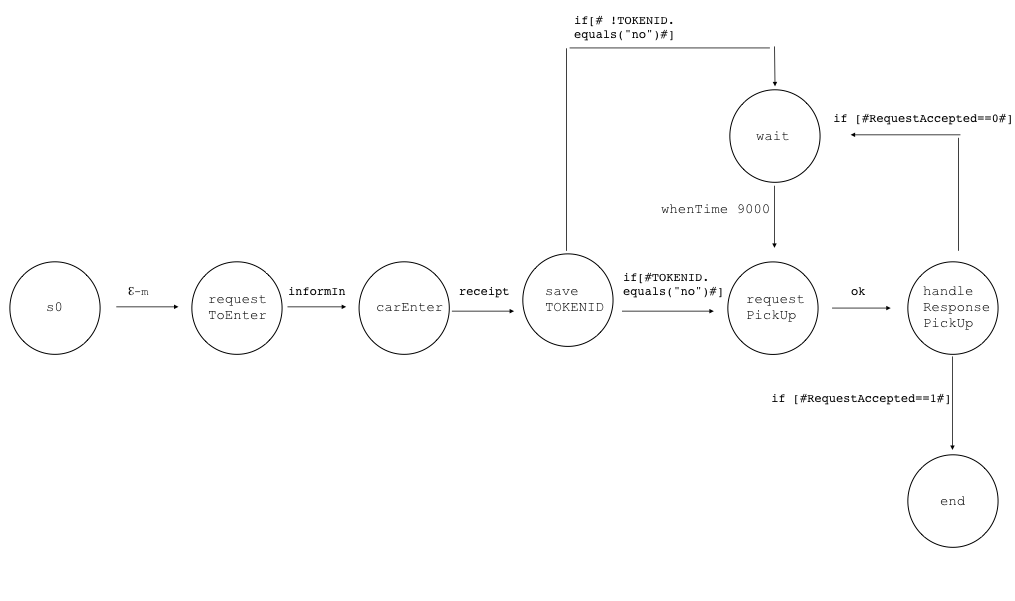 if[# !TOKENID.
equals("no")#]
if [#RequestAccepted==0#]
wait
whenTime 9000
s0
Ɛ-m
request
ToEnter
informIn
carEnter
receipt
save
TOKENID
if[#TOKENID.
equals("no")#]
request
PickUp
ok
handle
Response
PickUp
if [#RequestAccepted==1#]
end